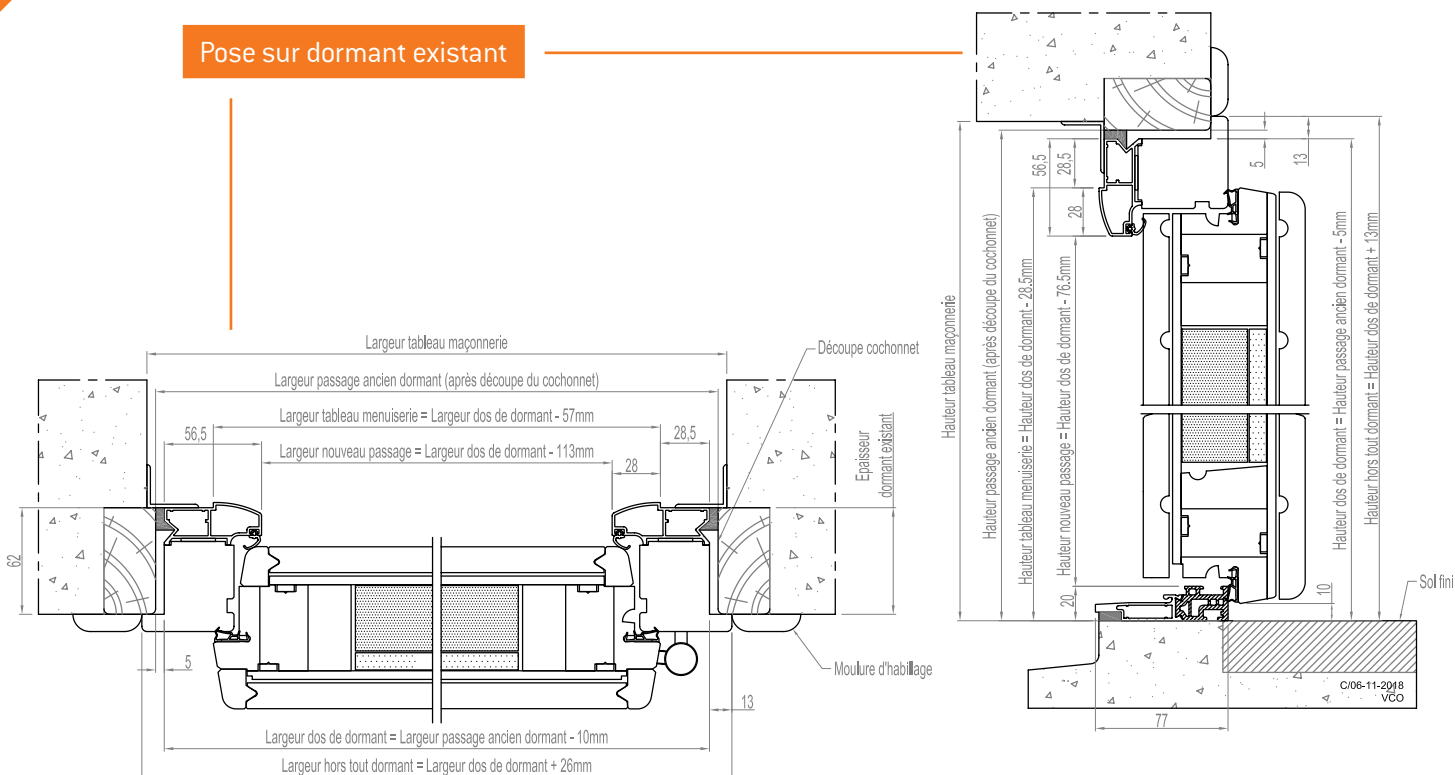 Pose sur dormant existant
Largeur tableau maçonnerie
Découpe cochonnet
Largeur passage ancien dormant (après découpe du cochonnet)
Largeur tableau menuiserie = Largeur dos de dormant - 57mm
56,5
28,5
Largeur nouveau passage = Largeur dos de dormant - 113mm
28
Epaisseur
dormant existant
62
5
Moulure d'habillage
13
Largeur dos de dormant = Largeur passage ancien dormant - 10mm
Largeur hors tout dormant = Largeur dos de dormant + 26mm
Hauteur tableau maçonnerie
Hauteur passage ancien dormant (après découpe du cochonnet)
Hauteur tableau menuiserie = Hauteur dos de dormant - 28.5mm
Hauteur nouveau passage = Hauteur dos de dormant - 76.5mm
56,5
28,5
28
20
5
13
Hauteur dos de dormant = Hauteur passage ancien dormant - 5mm
Hauteur hors tout dormant = Hauteur dos de dormant + 13mm
10
Sol fini
C/06-11-2018
VCO
77